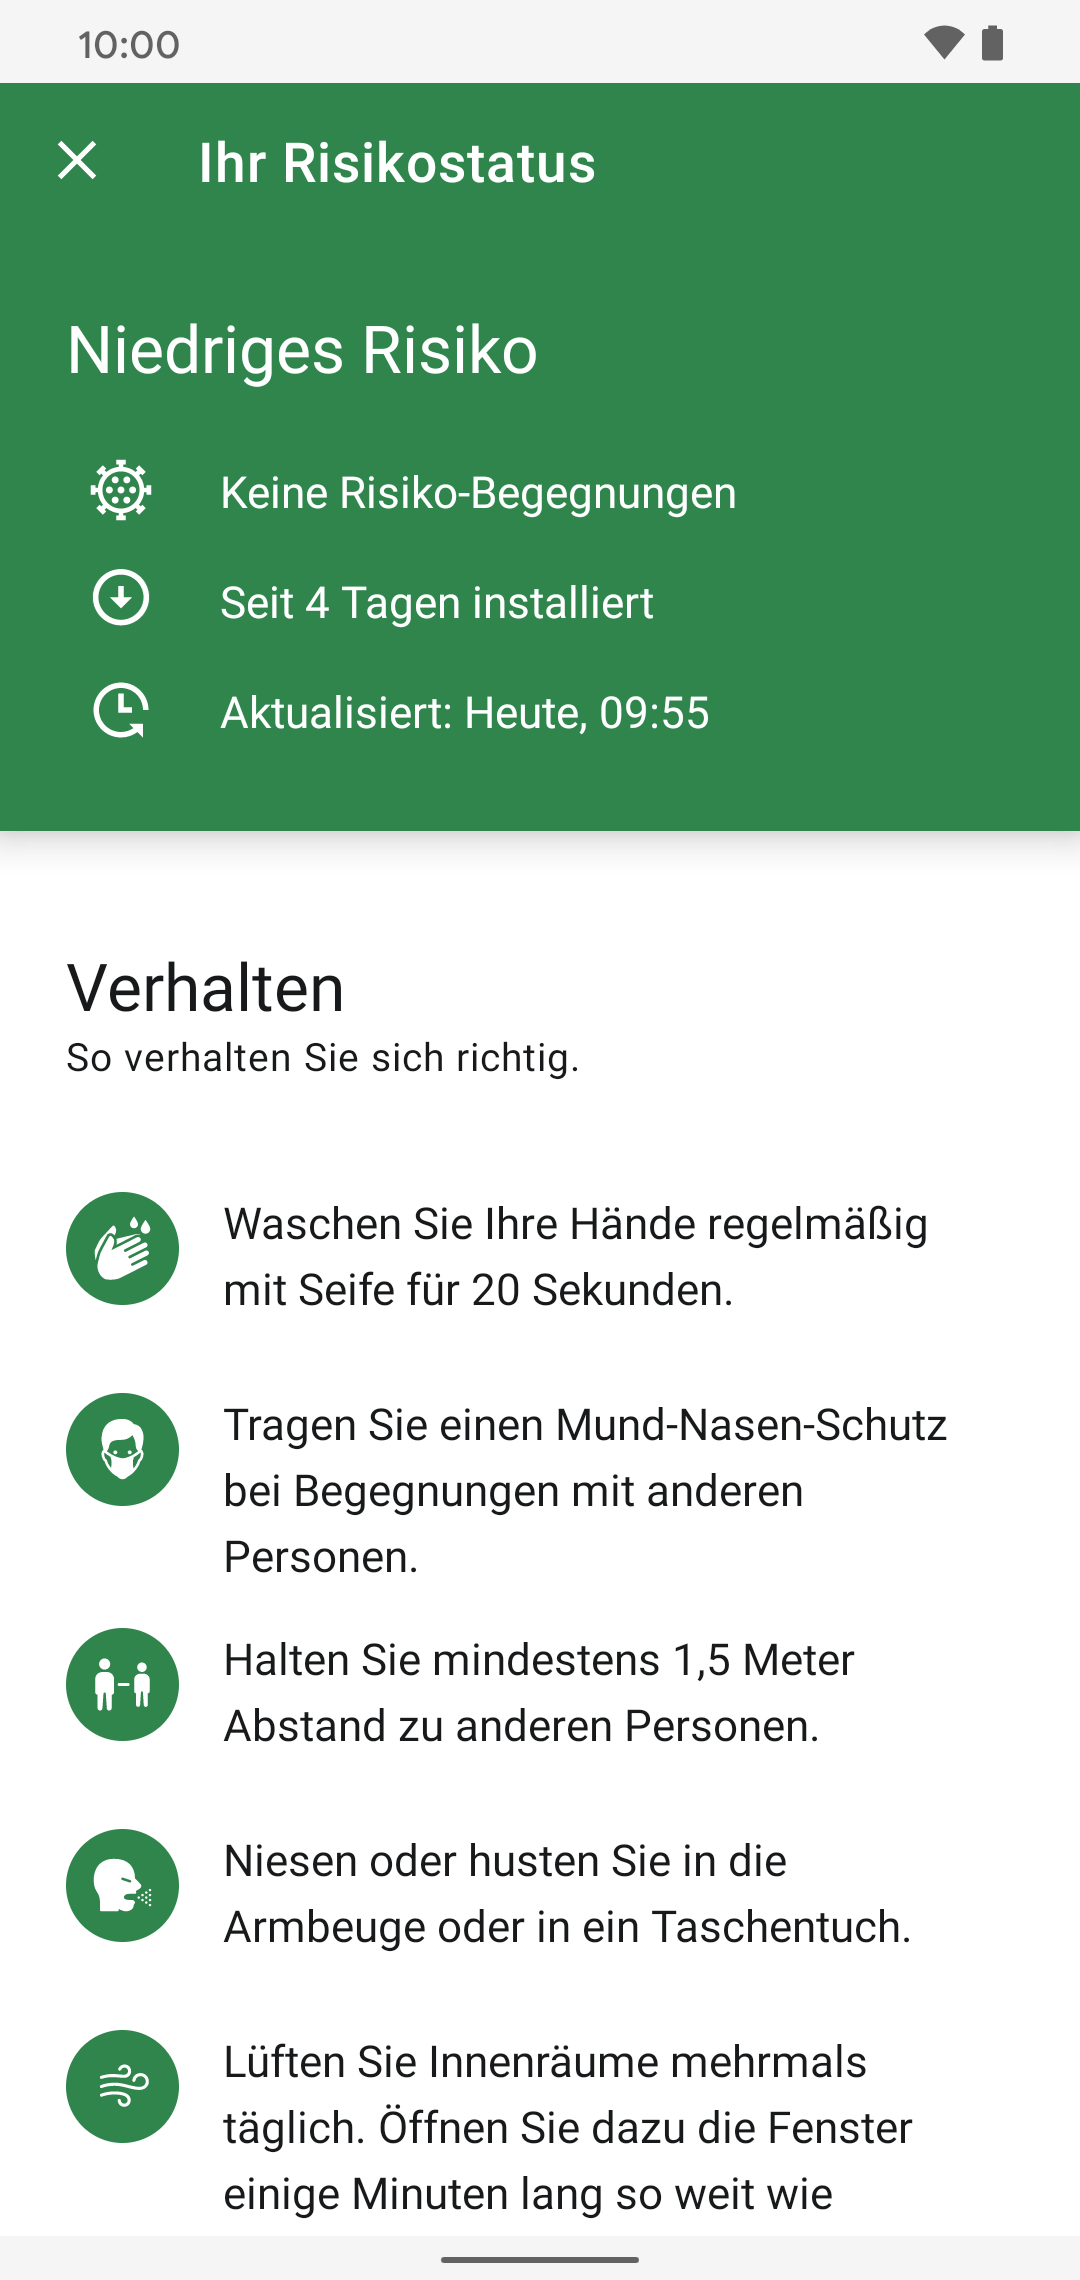 10:00
Ihr Risikostatus
Niedriges Risiko
Keine Risiko-Begegnungen
Seit 4 Tagen installiert
Aktualisiert: Heute, 09:55
Verhalten
So verhalten Sie sich richtig.
Waschen Sie Ihre Hände regelmäßig
mit Seife für 20 Sekunden.
Tragen Sie einen Mund-Nasen-Schutz
bei Begegnungen mit anderen
Personen.
Halten Sie mindestens 1,5 Meter
Abstand zu anderen Personen.
Niesen oder husten Sie in die
Armbeuge oder in ein Taschentuch.
Lüften Sie Innenräume mehrmals
täglich. Öffnen Sie dazu die Fenster
einige Minuten lang so weit wie